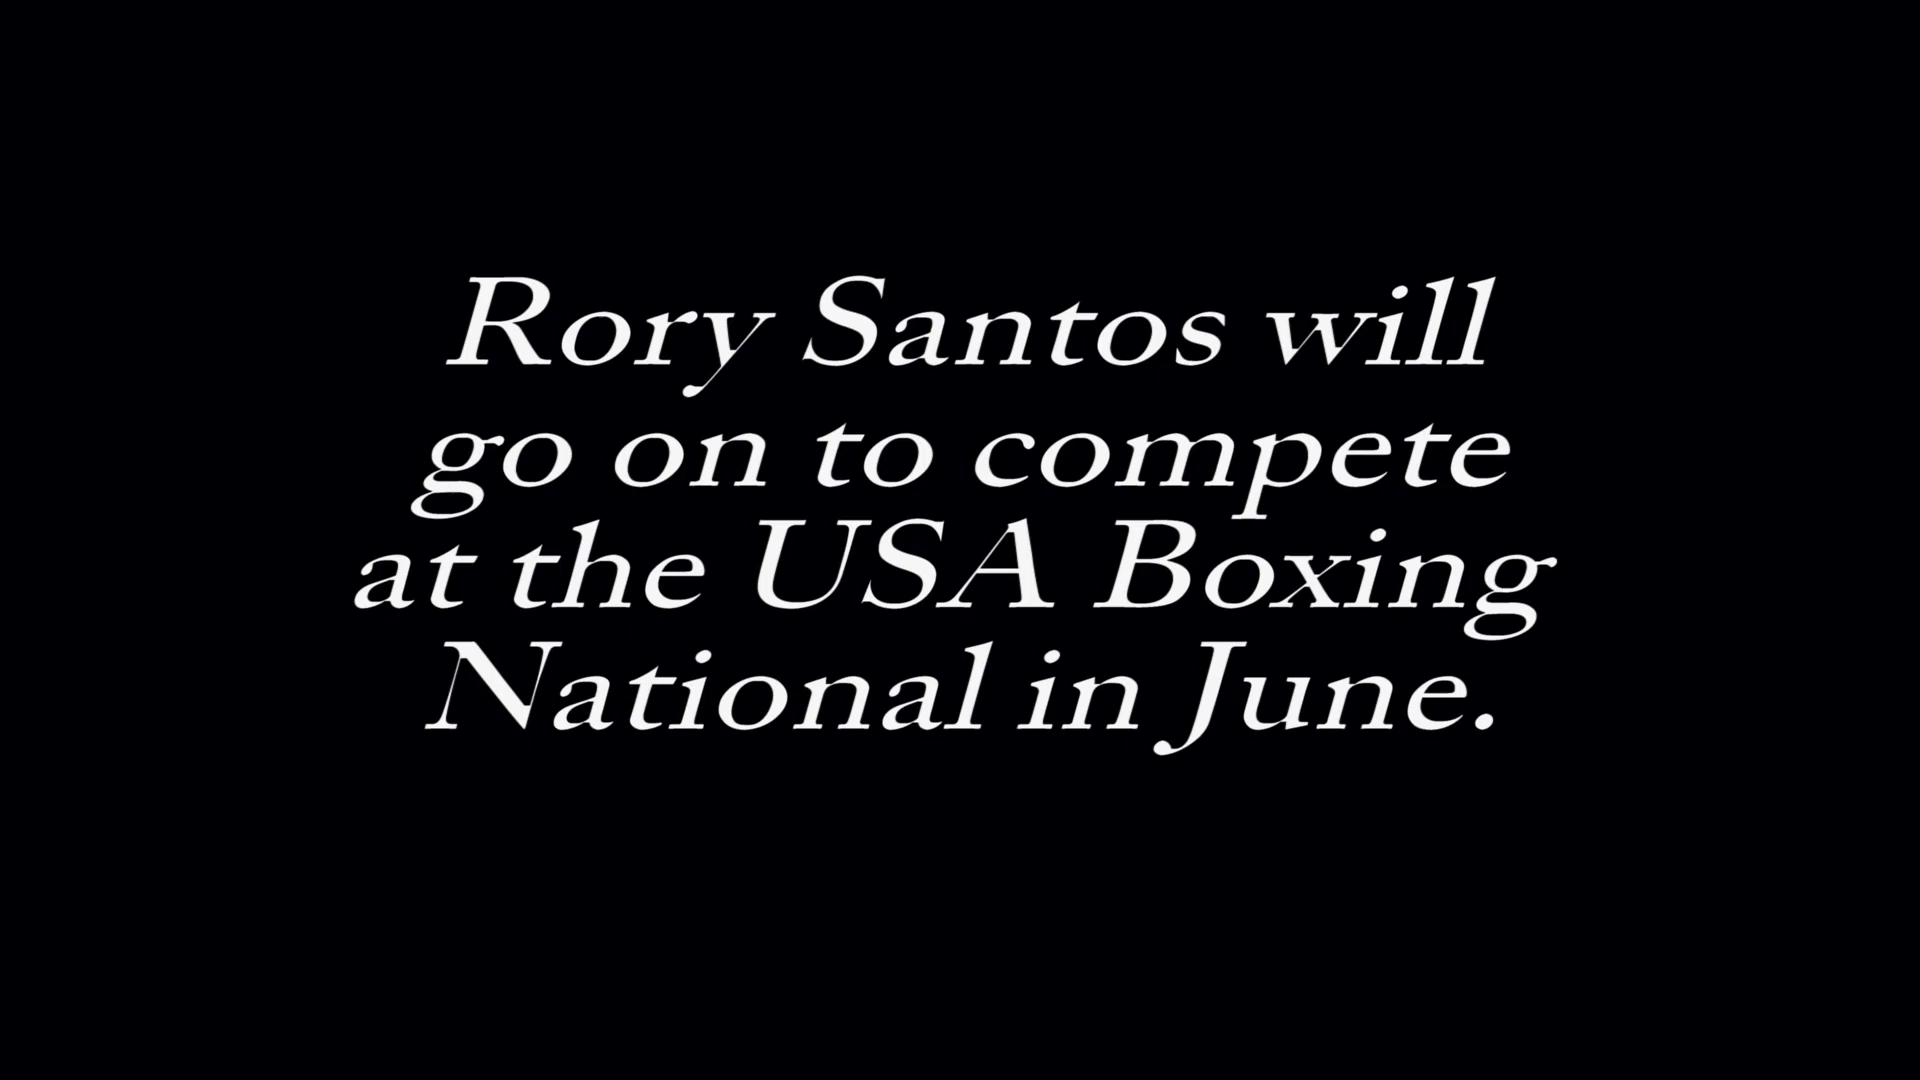 Rory Santos will
go on to compete
at the USA Boxing
National in June.